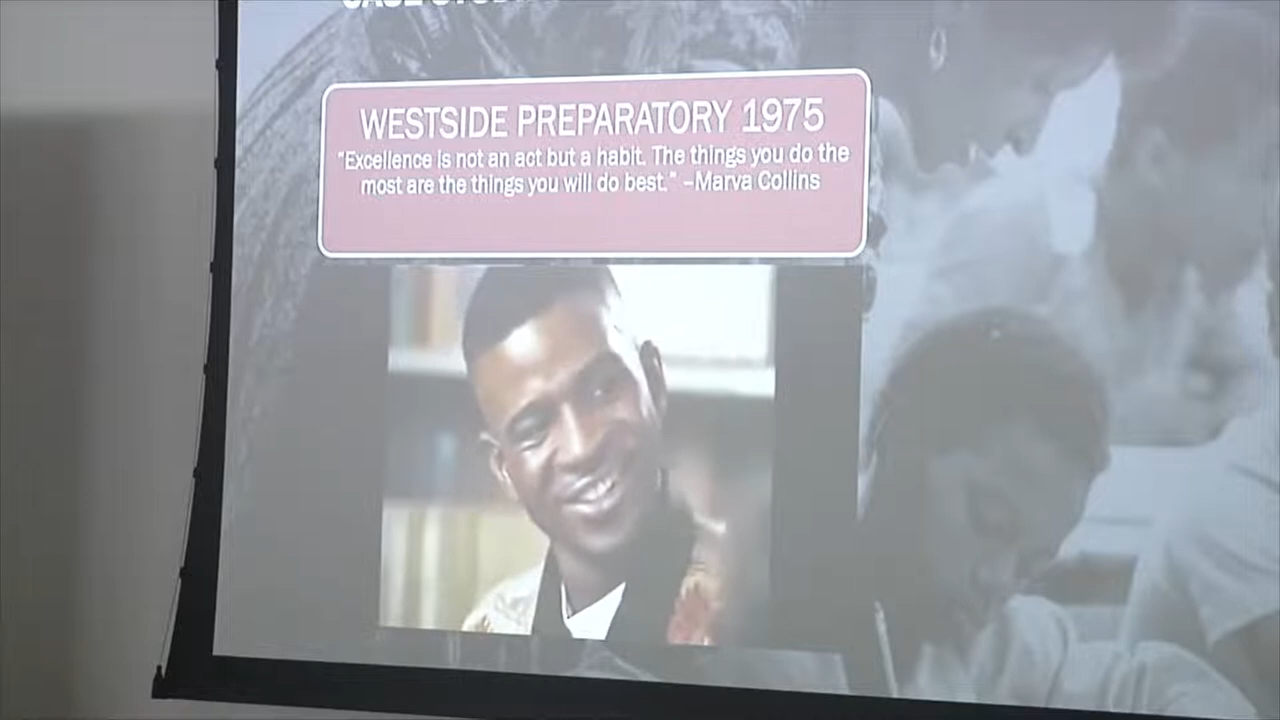 WESTSIDE PREPARATORY 1975
"Excellence is not an act but a habit. The things you do the
most are the things you will do best." –Marva Collins